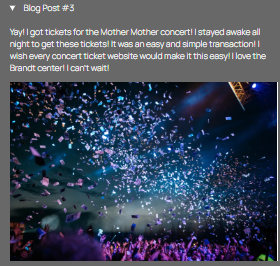 ▼ Blog Post #3
Yay! I got tickets for the Mother Mother concert! I stayed awake all
night to get these tickets! It was an easy and simple transaction! I
wish every concert ticket website would make it this easy! I love the
Brandt center! I can't wait!